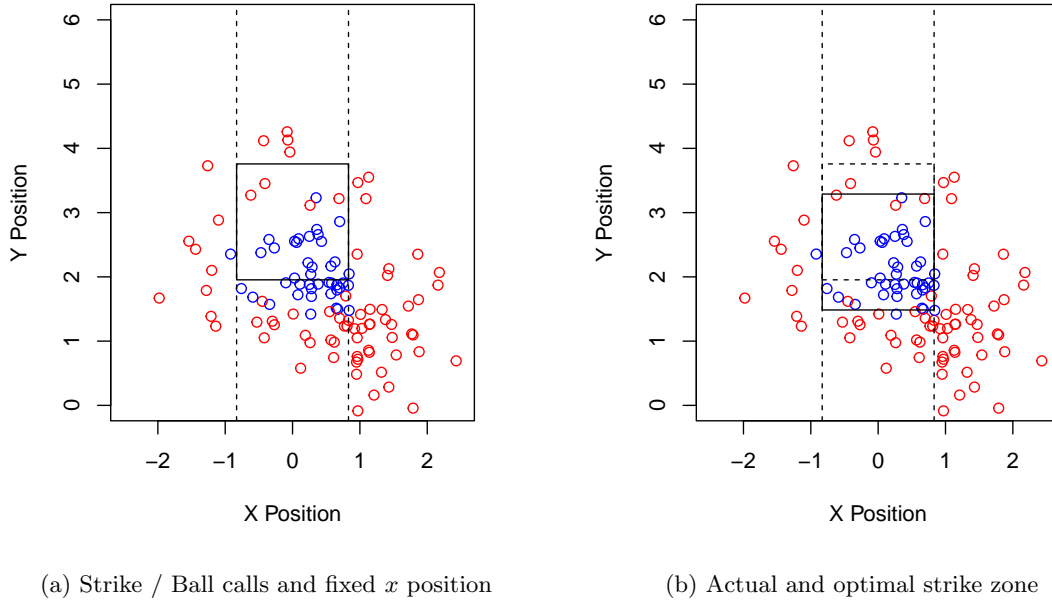 6
5
4
3
2
1
0
Y Position
−2 −1 0 1 2
X Position
(a) Strike / Ball calls and fixed x position
6
5
4
3
2
1
0
Y Position
−2 −1 0 1 2
X Position
(b) Actual and optimal strike zone